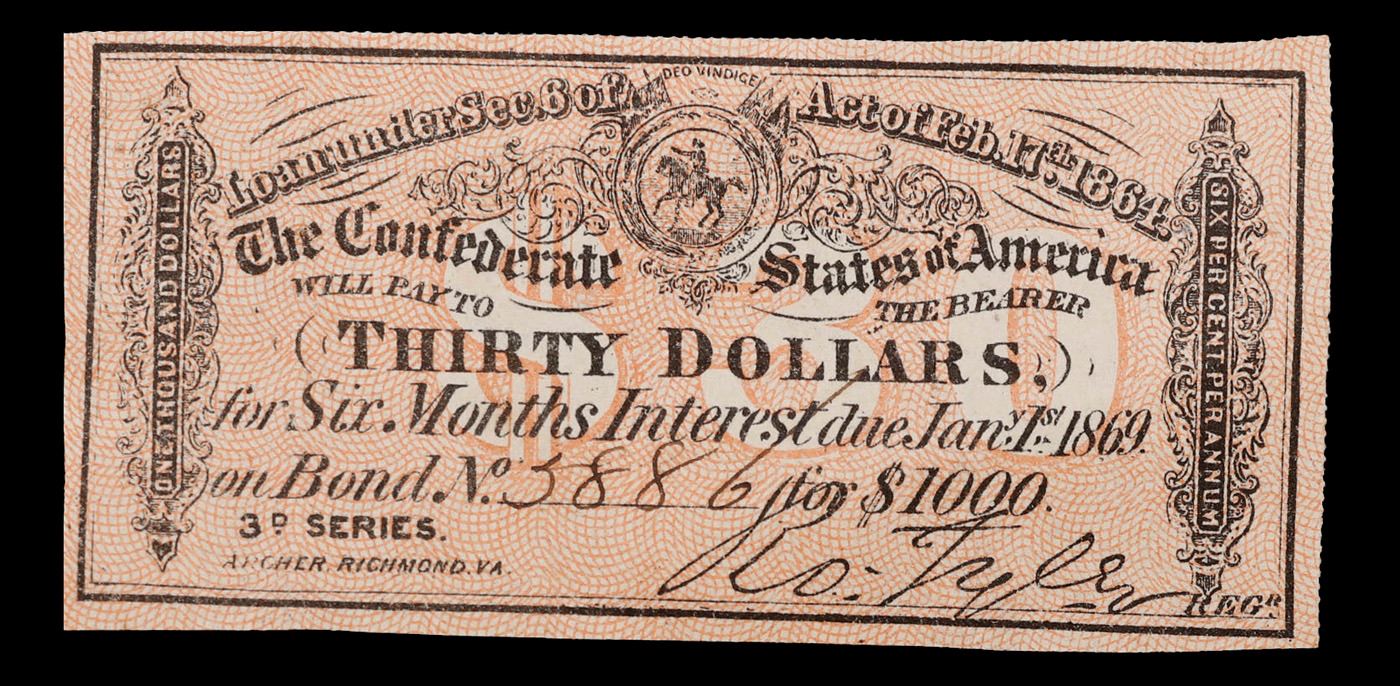 DEO VINDICE
Loan under Sec. 6 of Act of Feb. 17th 1864.
The Confederate States of America
WILL PAY TO THE BEARER
THIRTY DOLLARS,
for Six Months Interest due Jany. 1st 1869.
on Bond No. 3886 for $1000.
3D SERIES.
ARCHER, RICHMOND. VA.
Ro: Tyler REGR
ONE THOUSAND DOLLARS
SIX PER CENT PER ANNUM
$30